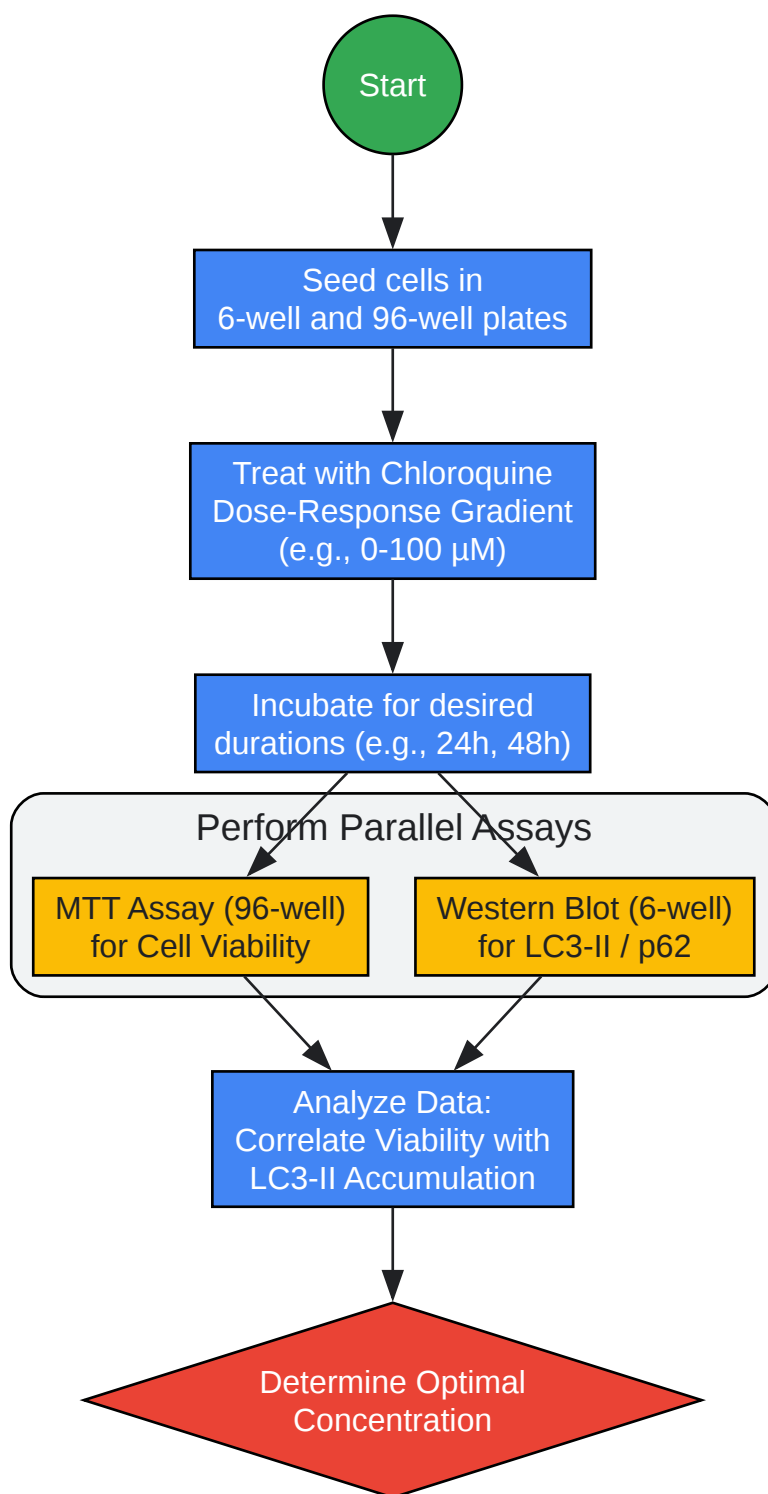 Start
Seed cells in
6-well and 96-well plates
Treat with Chloroquine
Dose-Response Gradient
(e.g., 0-100 µM)
Incubate for desired
durations (e.g., 24h, 48h)
Perform Parallel Assays
MTT Assay (96-well)
for Cell Viability
Western Blot (6-well)
for LC3-II / p62
Analyze Data:
Correlate Viability with
LC3-II Accumulation
Determine Optimal
Concentration